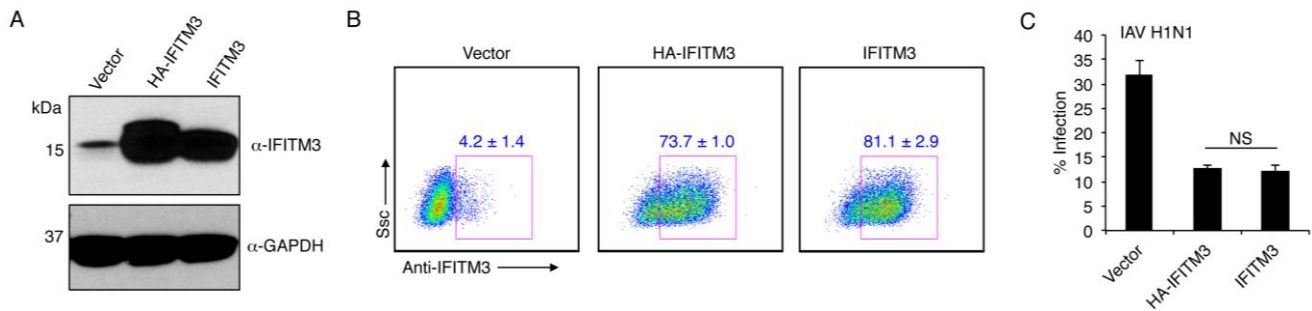 A
Vector
HA-IFITM3
IFITM3
kDa
15
α-IFITM3
37
α-GAPDH
B
Vector
HA-IFITM3
IFITM3
4.2 ± 1.4
73.7 ± 1.0
81.1 ± 2.9
Ssc
Anti-IFITM3
C
IAV H1N1
% Infection
40
35
30
25
20
15
10
5
0
NS
Vector
HA-IFITM3
IFITM3